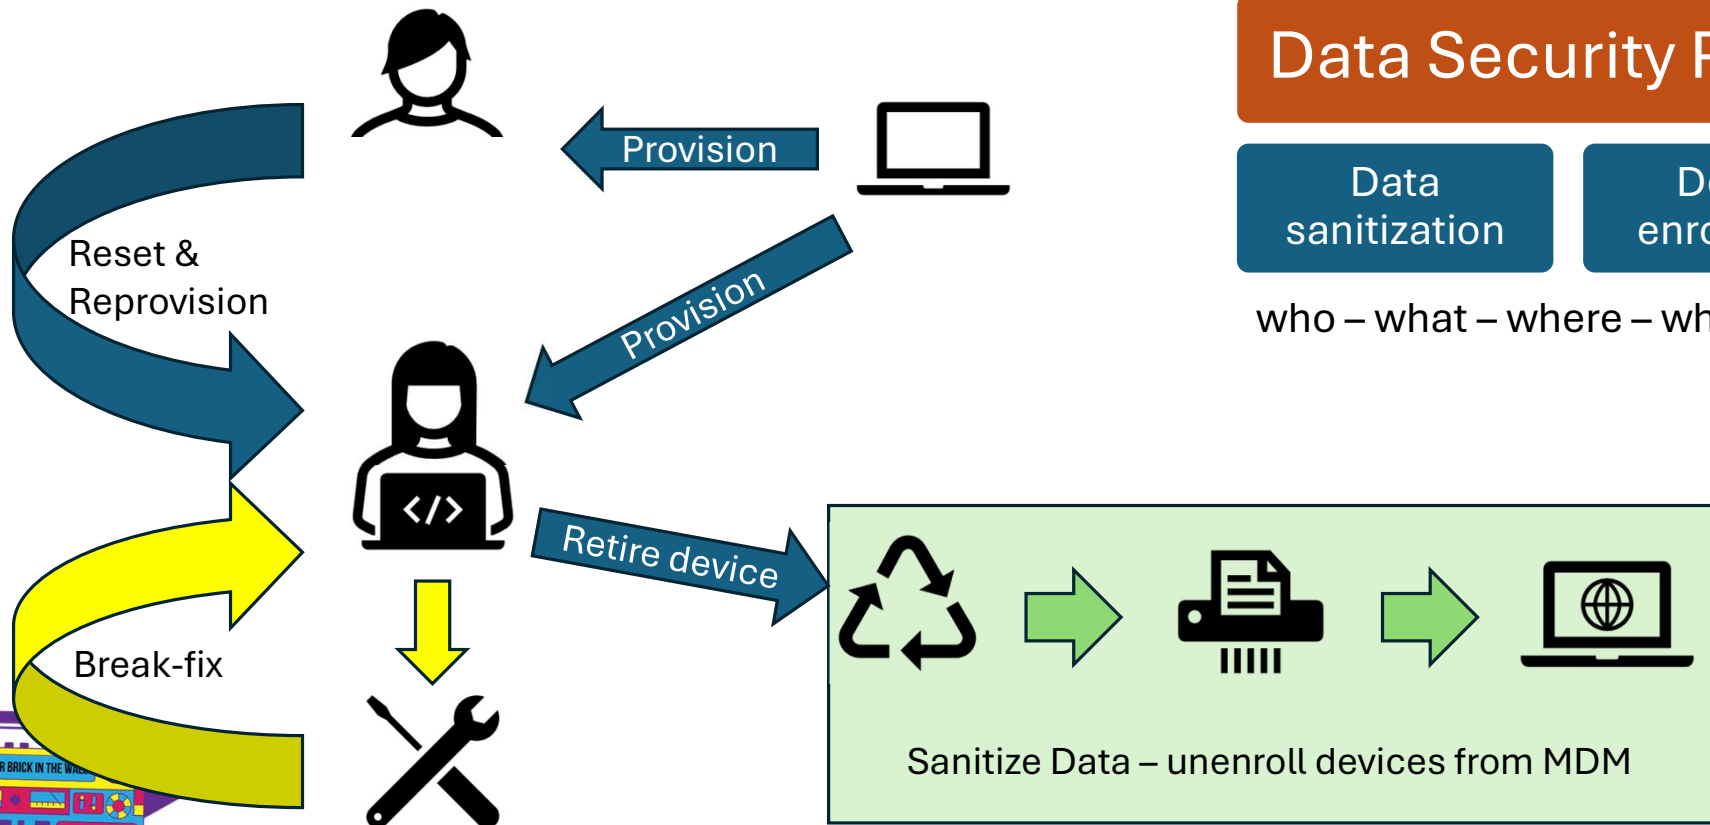 Data Security
Provision
Data
sanitization
Reset &
Reprovision
Provision
who – what – where –
</>
Retire device
Break-fix
Sanitize Data – unenroll devices from MDM
BRICK IN THE